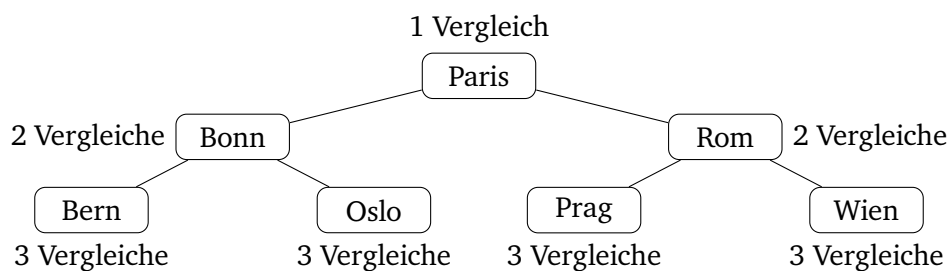 1 Vergleich
Paris
2 Vergleiche Bonn Rom 2 Vergleiche
Bern Oslo Prag Wien
3 Vergleiche 3 Vergleiche 3 Vergleiche 3 Vergleiche